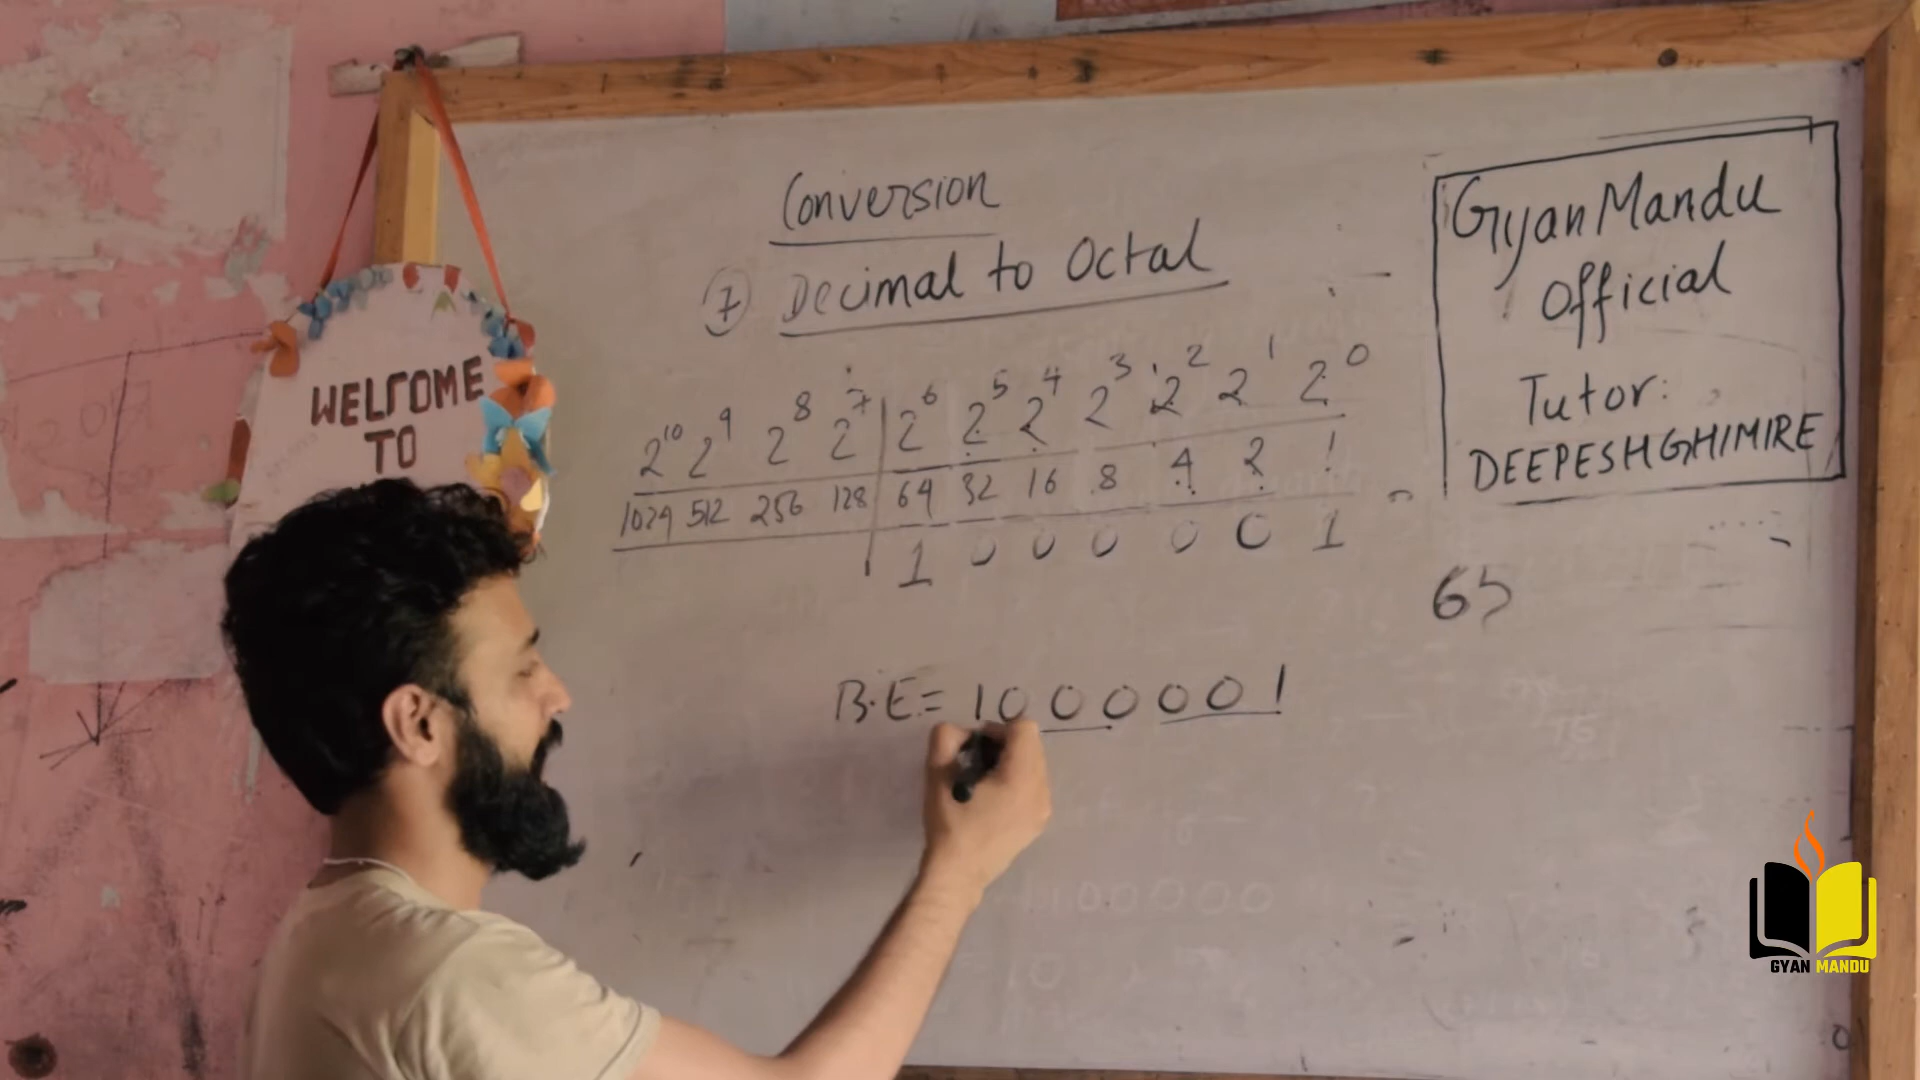 WELCOME
TO
Conversion
7 Decimal to Octal
2^10 2^9 2^8 2^7 2^6 2^5 2^4 2^3 2^2 2^1 2^0
1024 512 256 128 64 32 16 8 4 2 1
1 0 0 0 0 0 1
65
B.E = 1000001
Gyan Mandu
Official
Tutor:
DEEPESH GHIMIRE
GYAN MANDU